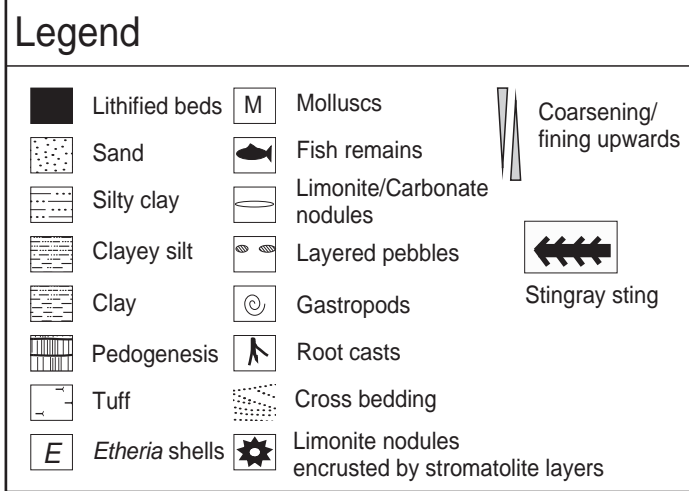 Legend
Lithified beds
Sand
Silty clay
Clayey silt
Clay
Pedogenesis
Tuff
E
Etheria shells
M
Molluscs
Fish remains
Limonite/Carbonate
nodules
Layered pebbles
Gastropods
Root casts
Cross bedding
Limonite nodules
encrusted by stromatolite layers
Coarsening/
fining upwards
Stingray sting